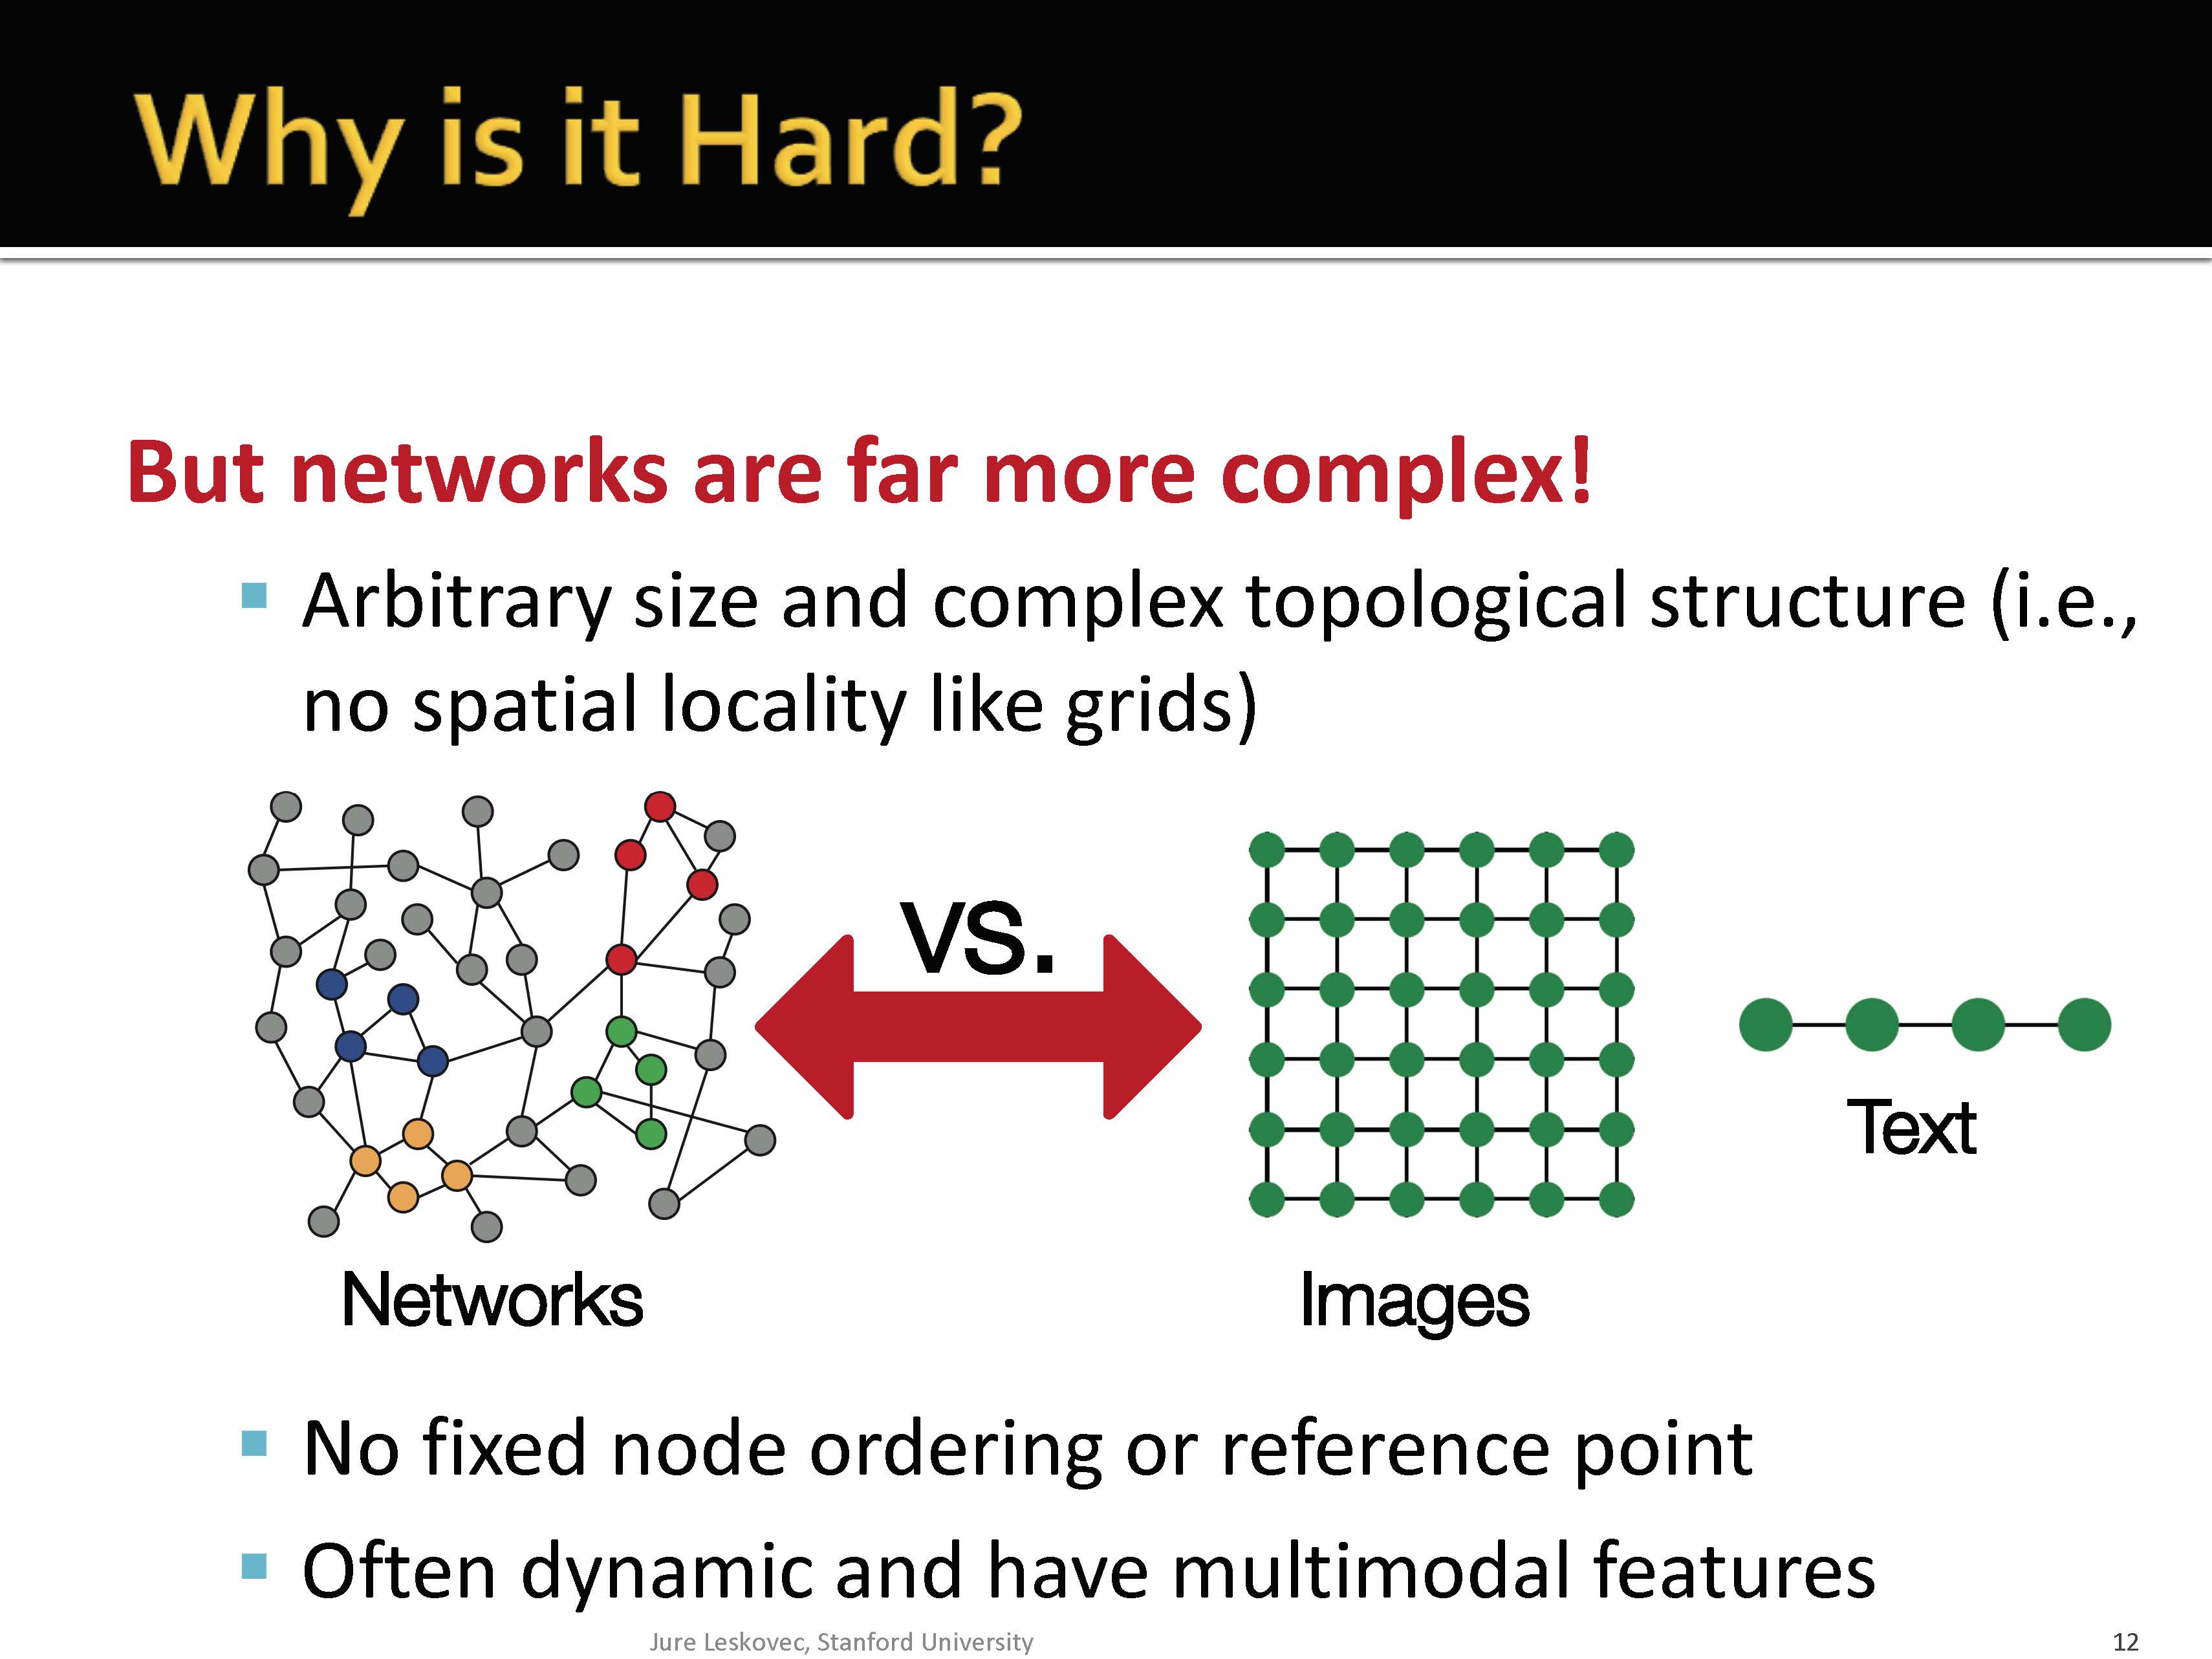 Why is it Hard?
But networks are far more complex!
Arbitrary size and complex topological structure (i.e.,
no spatial locality like grids)
vs.
Text
Networks
Images
No fixed node ordering or reference point
Often dynamic and have multimodal features
Jure Leskovec, Stanford University
12